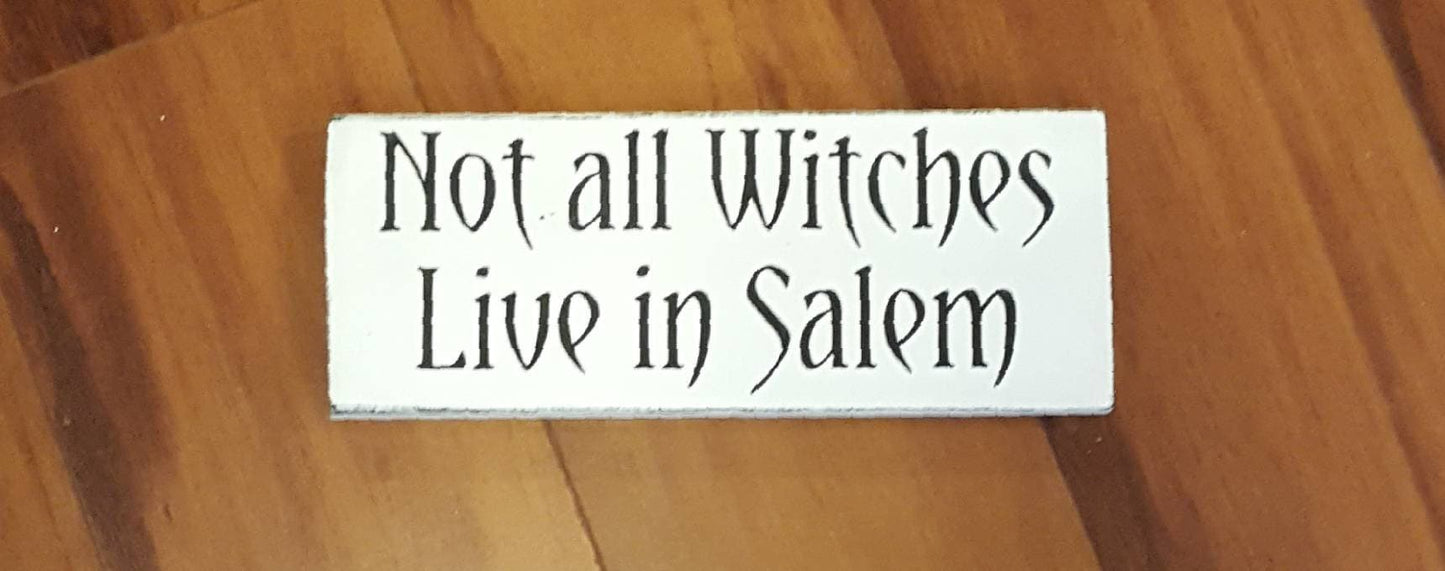 Not all Witches
Live in Salem